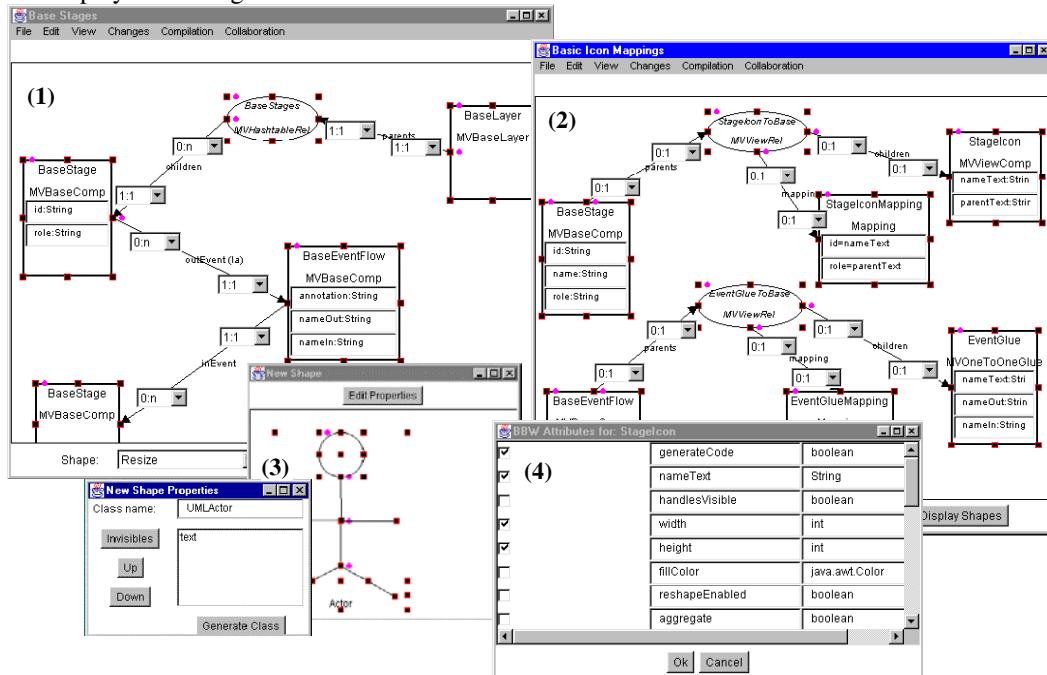 Base Stages
File Edit View Changes Compilation Collaboration
(1)
BaseStages
MVHashtableRel
1:1
parents
1:1
BaseLayer
MVBaseLayer
0:n
children
1:1
BaseStage
MVBaseComp
id:String
role:String
0:n
outEvent (la)
1:1
BaseEventFlow
MVBaseComp
annotation:String
nameOut:String
nameIn:String
1:1
inEvent
0:n
BaseStage
MVBaseComp
Shape: Resize
Basic Icon Mappings
File Edit View Changes Compilation Collaboration
(2)
StageIconToBase
MVViewRel
0:1
parents
0:1
0:1
children
0:1
0:1
mapping
0:1
StageIcon
MVViewComp
nameText:Strin
parentText:Strir
BaseStage
MVBaseComp
id:String
name:String
role:String
StageIconMapping
Mapping
id=nameText
role=parentText
EventGlueToBase
MVViewRel
0:1
parents
0:1
0:1
children
0:1
0:1
mapping
0:1
EventGlue
MVOneToOneGlue
nameText:Stri
nameOut:Strin
nameIn:Strin
BaseEventFlow
EventGlueMapping
Display Shapes
New Shape
Edit Properties
(3)
Actor
New Shape Properties
Class name: UMLActor
Invisibles
text
Up
Down
Generate Class
BBW Attributes for: StageIcon
(4)
generateCode boolean
nameText String
handlesVisible boolean
width int
height int
fillColor java.awt.Color
reshapeEnabled boolean
aggregate boolean
Ok Cancel